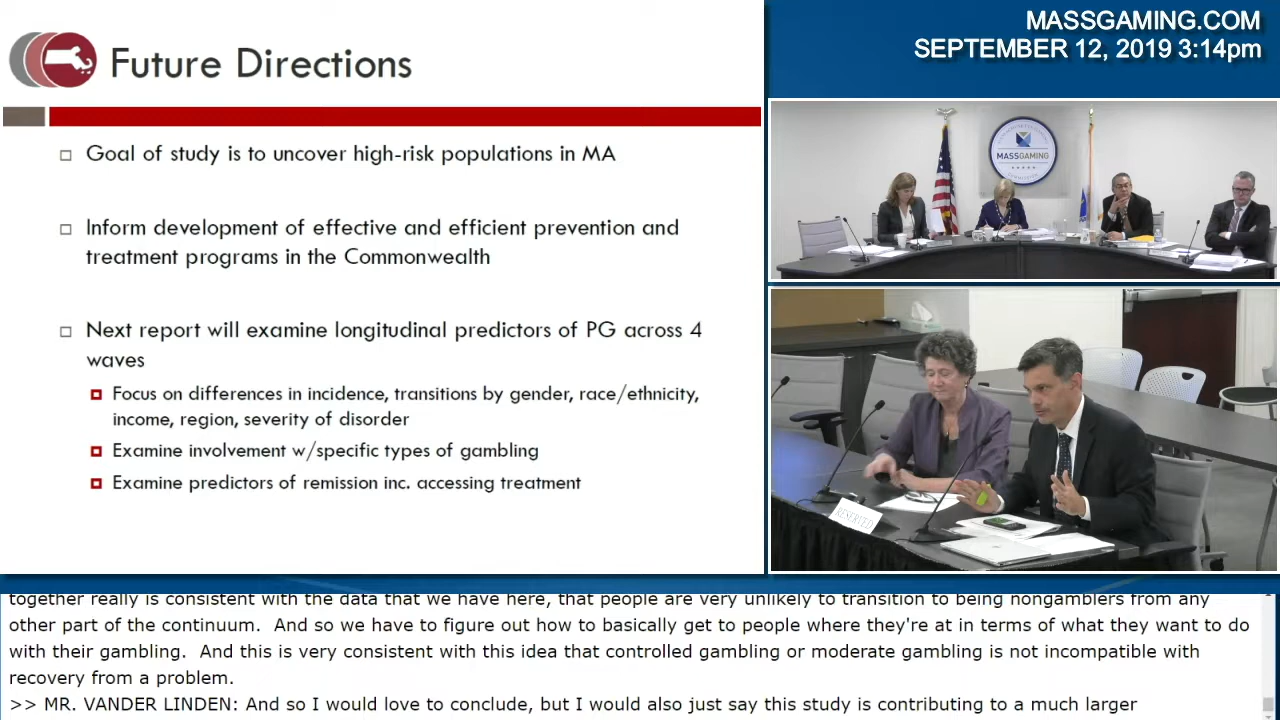 MASSGAMING.COM
SEPTEMBER 12, 2019 3:14pm
Future Directions
Goal of study is to uncover high-risk populations in MA
Inform development of effective and efficient prevention and
treatment programs in the Commonwealth
Next report will examine longitudinal predictors of PG across 4
waves
Focus on differences in incidence, transitions by gender, race/ethnicity,
income, region, severity of disorder
Examine involvement w/specific types of gambling
Examine predictors of remission inc. accessing treatment
MASSGAMING
RESERVED
together really is consistent with the data that we have here, that people are very unlikely to transition to being nongamblers from any
other part of the continuum.  And so we have to figure out how to basically get to people where they're at in terms of what they want to do
with their gambling.  And this is very consistent with this idea that controlled gambling or moderate gambling is not incompatible with
recovery from a problem.
>> MR. VANDER LINDEN: And so I would love to conclude, but I would also just say this study is contributing to a much larger